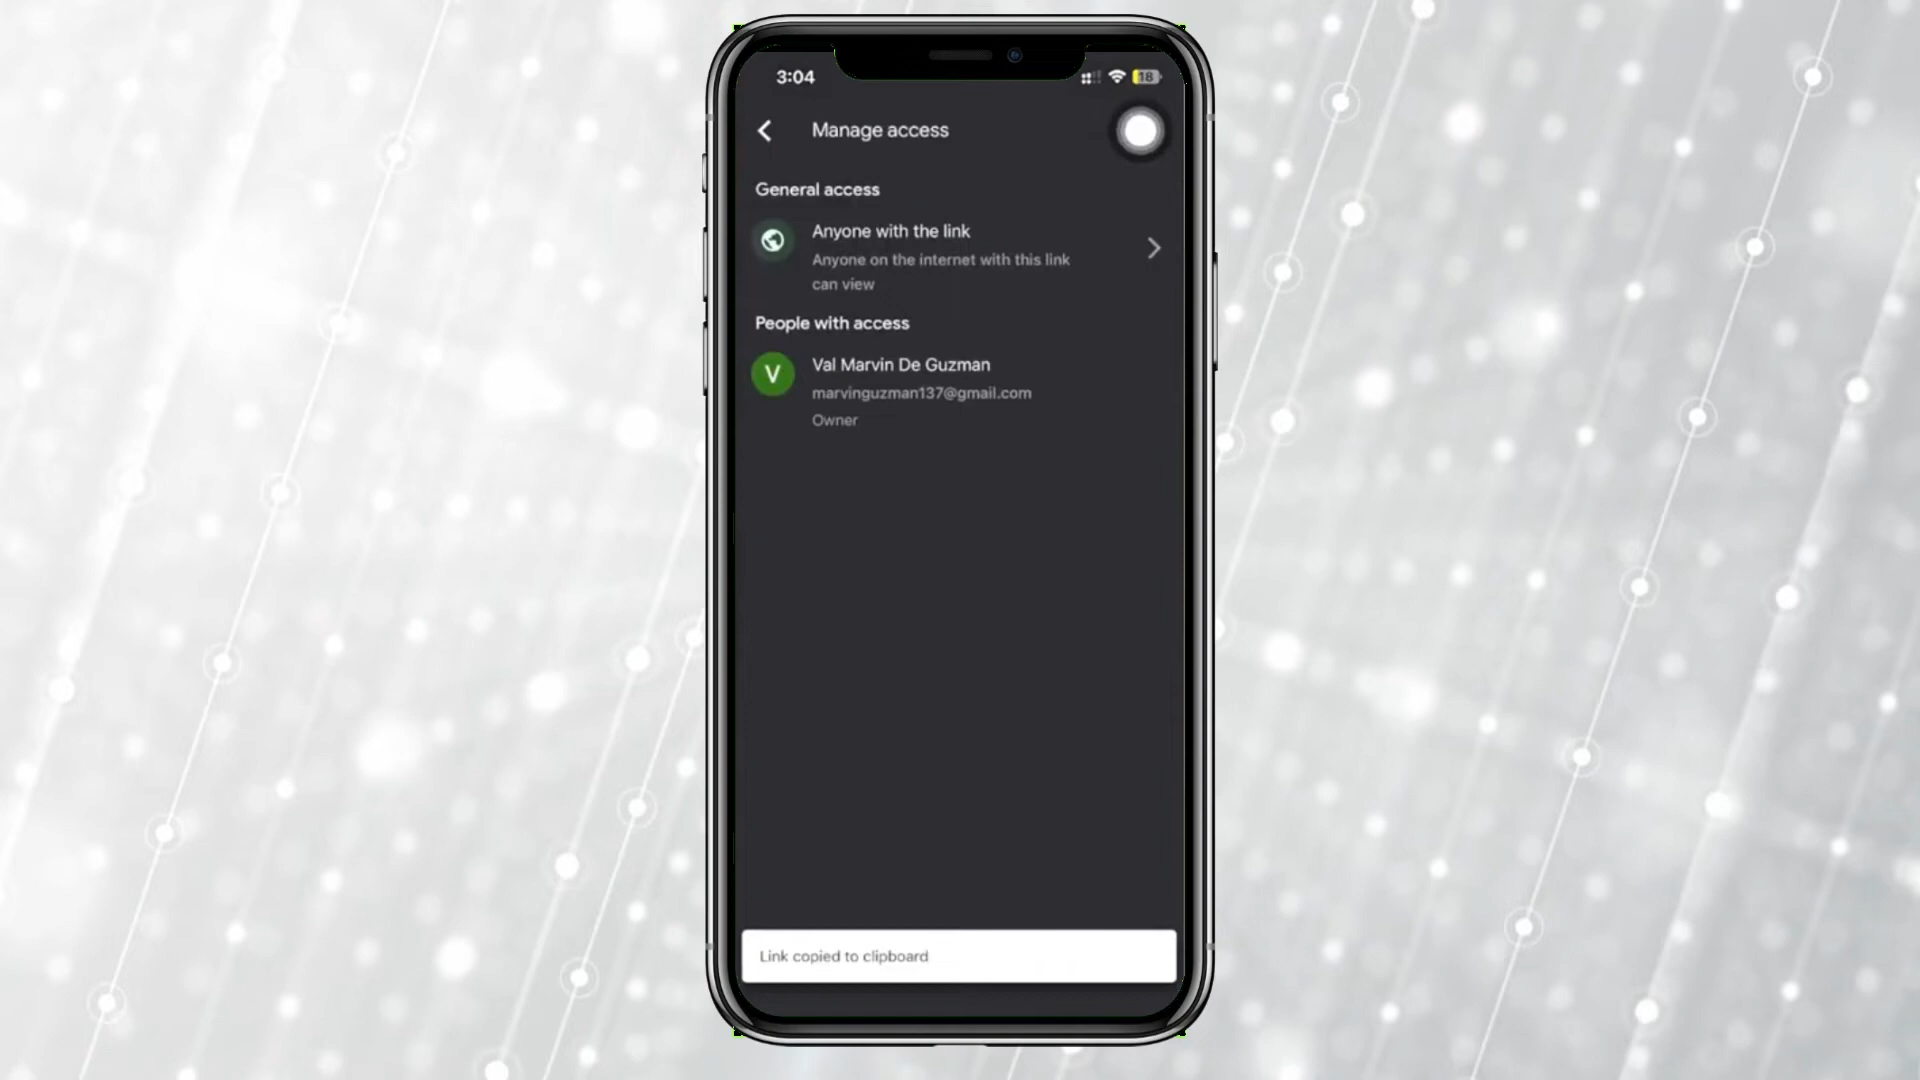 3:04
18
Manage access
General access
Anyone with the link
Anyone on the internet with this link
can view
People with access
V
Val Marvin De Guzman
marvinguzman137@gmail.com
Owner
Link copied to clipboard